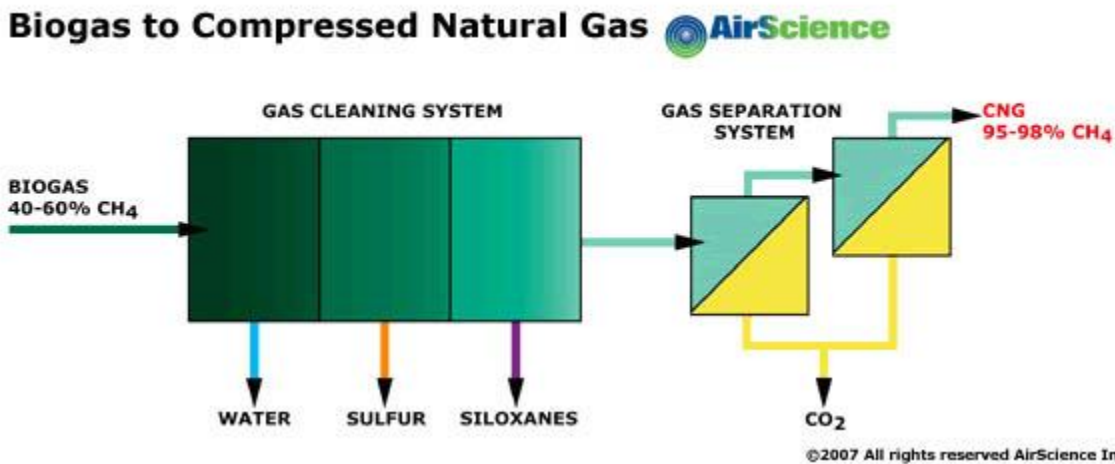 Biogas to Compressed Natural Gas AirScience
GAS CLEANING SYSTEM
GAS SEPARATION
SYSTEM
CNG
95-98% CH4
BIOGAS
40-60% CH4
WATER
SULFUR
SILOXANES
CO2
©2007 All rights reserved AirScience In